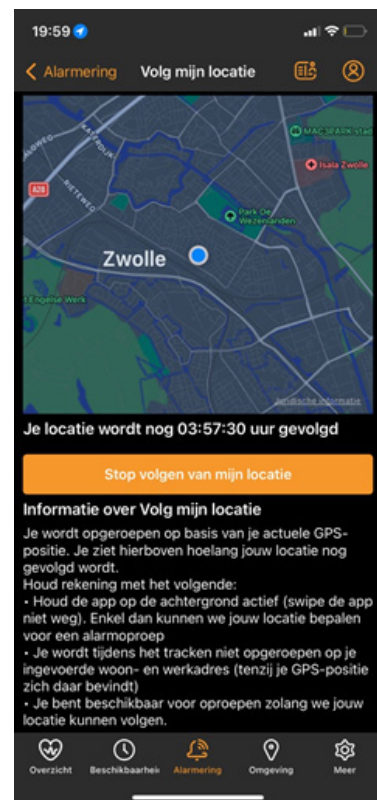 19:59
Alarmering Volg mijn locatie
KATERDIJK
MAC3PARK stad
Isala Zwolle
A28
RIETEWEG
Park De
Wezenlanden
Zwolle
t Engelse Werk
Juridische informatie
Je locatie wordt nog 03:57:30 uur gevolgd
Stop volgen van mijn locatie
Informatie over Volg mijn locatie
Je wordt opgeroepen op basis van je actuele GPS-
positie. Je ziet hierboven hoelang jouw locatie nog
gevolgd wordt.
Houd rekening met het volgende:
• Houd de app op de achtergrond actief (swipe de app
niet weg). Enkel dan kunnen we jouw locatie bepalen
voor een alarmoproep
• Je wordt tijdens het tracken niet opgeroepen op je
ingevoerde woon- en werkadres (tenzij je GPS-positie
zich daar bevindt)
• Je bent beschikbaar voor oproepen zolang we jouw
locatie kunnen volgen.
Overzicht Beschikbaarheid Alarmering Omgeving Meer